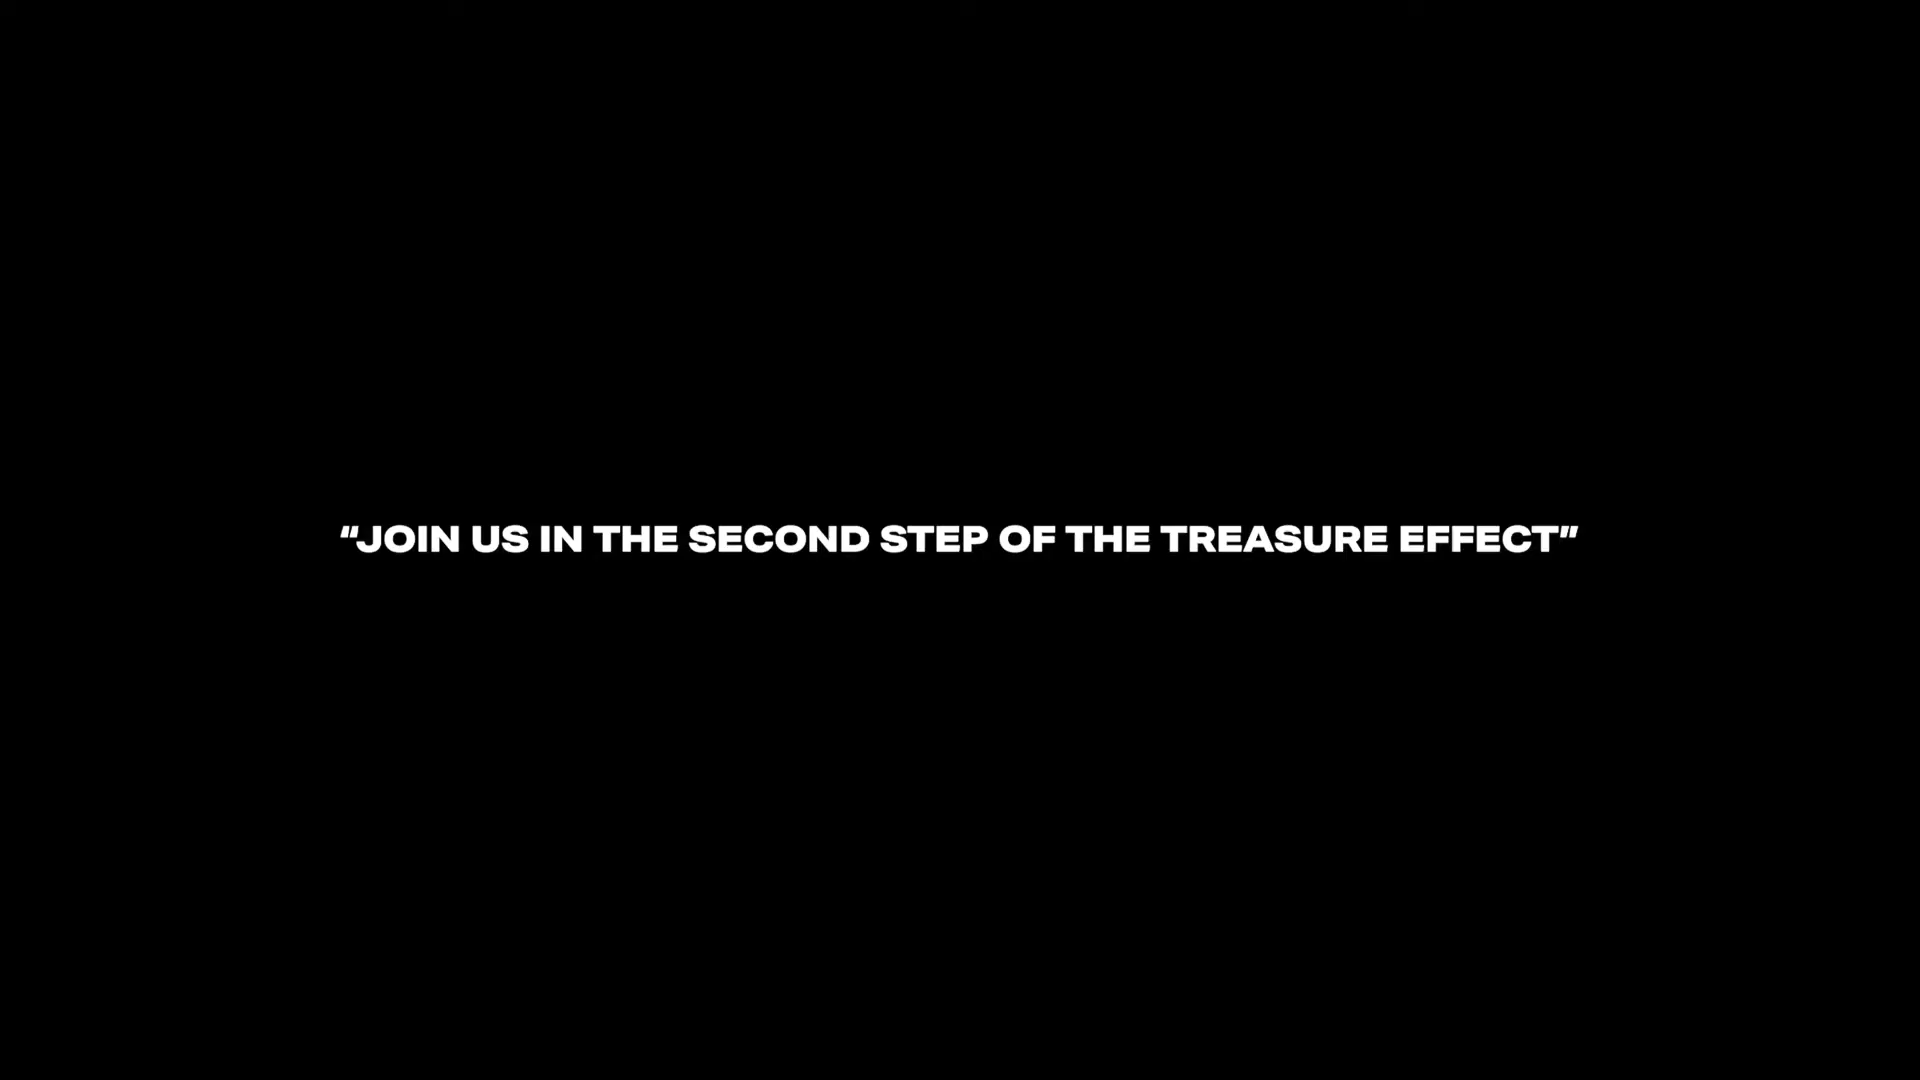 “JOIN US IN THE SECOND STEP OF THE TREASURE EFFECT”